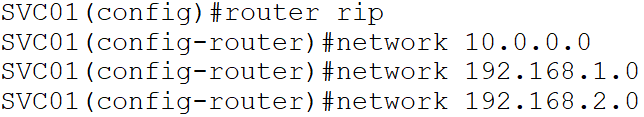 SVC01(config)#router rip
SVC01(config-router)#network 10.0.0.0
SVC01(config-router)#network 192.168.1.0
SVC01(config-router)#network 192.168.2.0